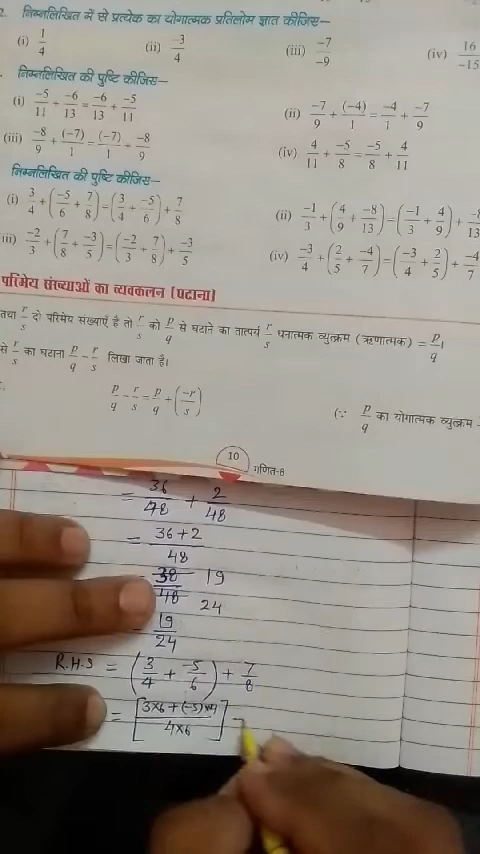 2. निम्नलिखित में से प्रत्येक का योगात्मक प्रतिलोम ज्ञात कीजिए—
(i) 1/4 (ii) -3/4 (iii) -7/-9 (iv) 16/-15
निम्नलिखित की पुष्टि कीजिए—
(i) -5/11 + -6/13 = -6/13 + -5/11 (ii) -7/9 + (-4)/1 = -4/1 + -7/9
(iii) -8/9 + (-7)/1 = (-7)/1 + -8/9 (iv) 4/11 + -5/8 = -5/8 + 4/11
निम्नलिखित की पुष्टि कीजिए—
(i) 3/4 + (-5/6 + 7/8) = (3/4 + -5/6) + 7/8 (ii) -1/3 + (4/9 + -8/13) = (-1/3 + 4/9) + -8/13
iii) -2/3 + (7/8 + -3/5) = (-2/3 + 7/8) + -3/5 (iv) -3/4 + (2/5 + -4/7) = (-3/4 + 2/5) + -4/7
परिमेय संख्याओं का व्यवकलन (घटाना)
तथा r/s दो परिमेय संख्याएँ है तो r/s को p/q से घटाने का तात्पर्य r/s धनात्मक व्युत्क्रम (ऋणात्मक) = p/q
से r/s का घटाना p/q - r/s लिखा जाता है।
p/q - r/s = p/q + (-r/s) (∵ p/q का योगात्मक व्युत्क्रम
10
गणित-8
= 36/48 + 2/48
= 36+2/48
38/48 19 24
19/24
R.H.S = (3/4 + -5/6) + 7/8
= [3×6+(-5)×4/4×6]